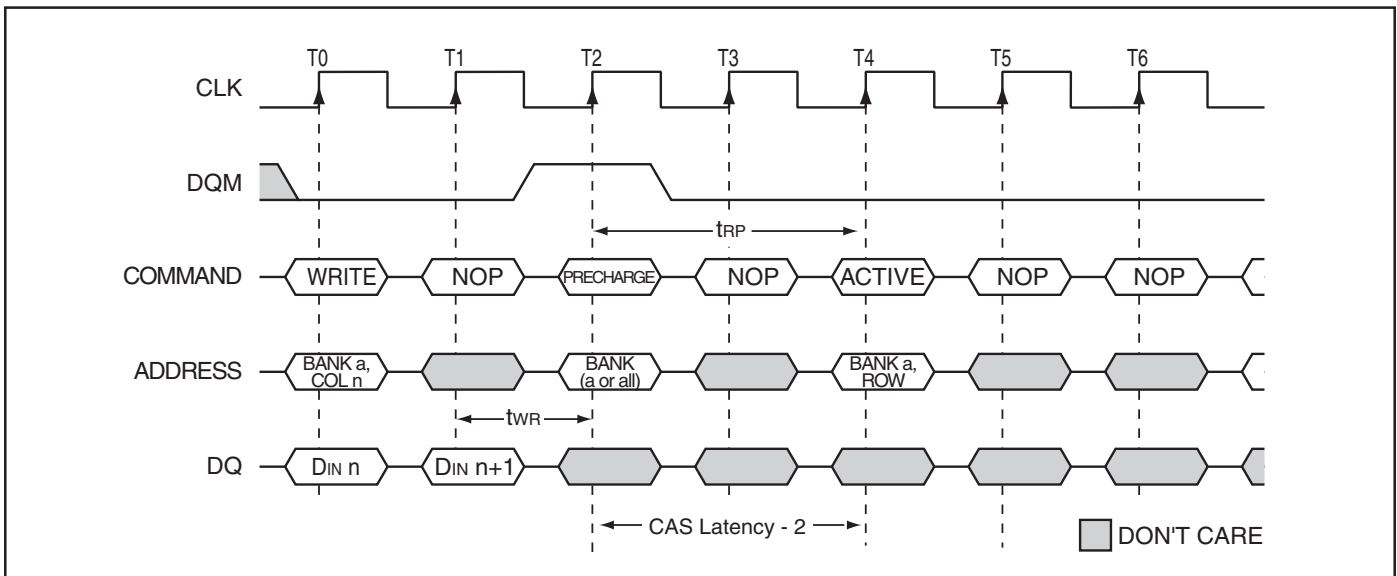 T0 T1 T2 T3 T4 T5 T6
CLK
DQM
tRP
COMMAND WRITE NOP PRECHARGE NOP ACTIVE NOP NOP
ADDRESS BANK a, COL n BANK (a or all) BANK a, ROW
tWR
DQ DIN n DIN n+1
CAS Latency - 2
DON'T CARE